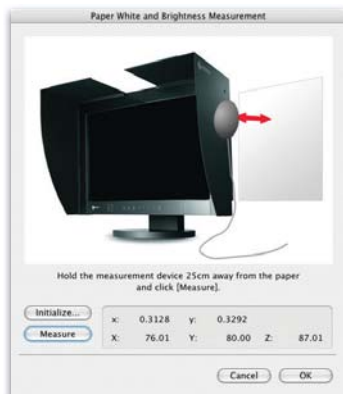 Paper White and Brightness Measurement
Hold the measurement device 25cm away from the paper
and click [Measure].
Initialize...
x: 0.3128 y: 0.3292
Measure
X: 76.01 Y: 80.00 Z: 87.01
Cancel OK